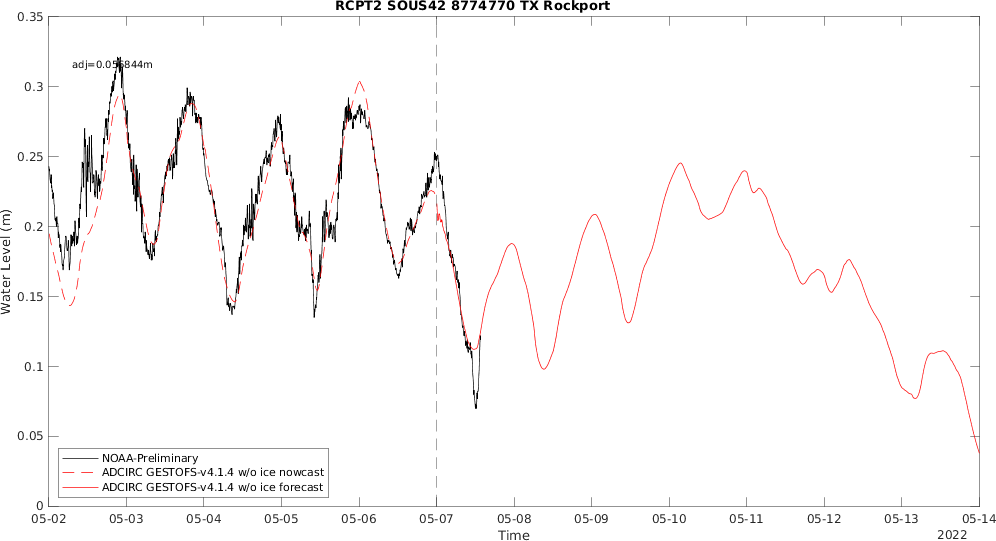 RCPT2 SOUS42 8774770 TX Rockport
0.35
0.3
0.25
0.2
0.15
0.1
0.05
0
Water Level (m)
NOAA-Preliminary
ADCIRC GESTOFS-v4.1.4 w/o ice nowcast
ADCIRC GESTOFS-v4.1.4 w/o ice forecast
05-02 05-03 05-04 05-05 05-06 05-07 05-08 05-09 05-10 05-11 05-12 05-13 05-14
Time
2022